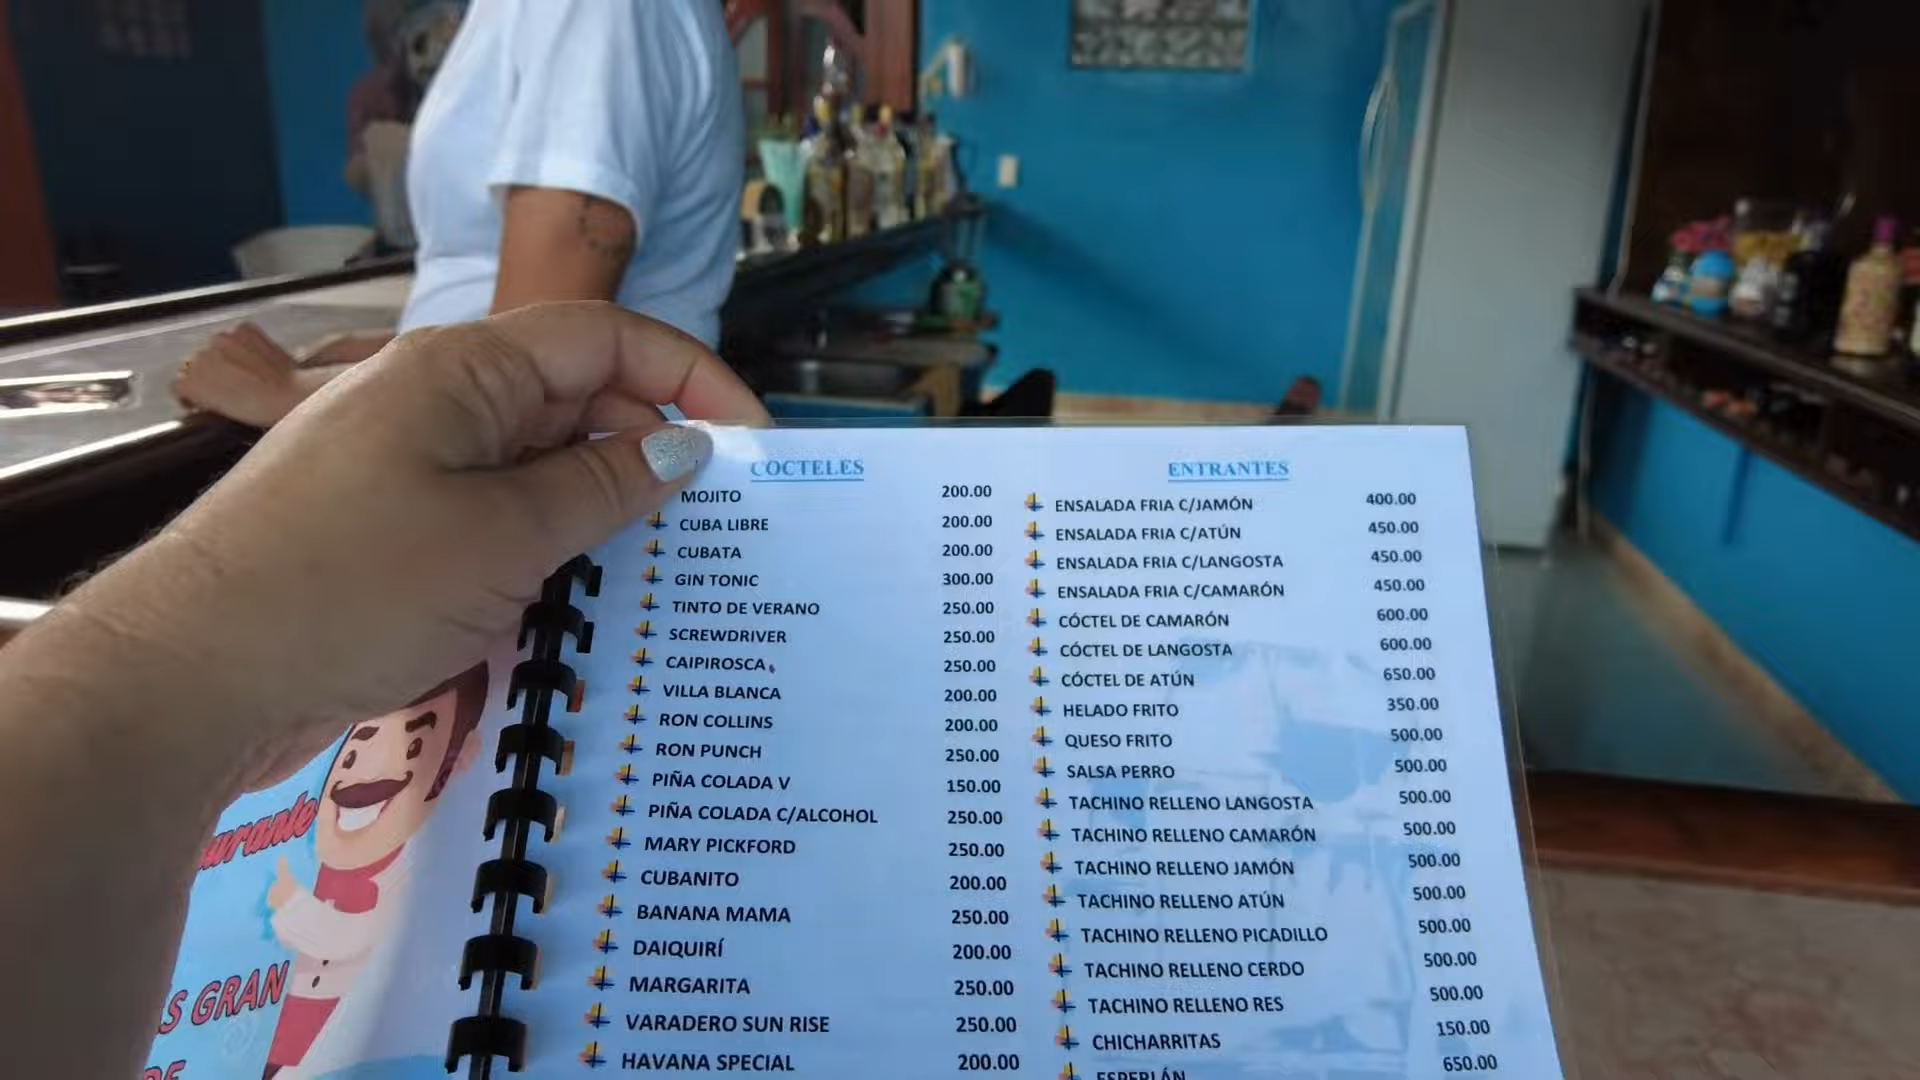 COCTELES
MOJITO 200.00
CUBA LIBRE 200.00
CUBATA 200.00
GIN TONIC 300.00
TINTO DE VERANO 250.00
SCREWDRIVER 250.00
CAIPIROSCA 250.00
VILLA BLANCA 200.00
RON COLLINS 200.00
RON PUNCH 250.00
PIÑA COLADA V 150.00
PIÑA COLADA C/ALCOHOL 250.00
MARY PICKFORD 250.00
CUBANITO 200.00
BANANA MAMA 250.00
DAIQUIRÍ 200.00
MARGARITA 250.00
VARADERO SUN RISE 250.00
HAVANA SPECIAL 200.00
ENTRANTES
ENSALADA FRIA C/JAMÓN 400.00
ENSALADA FRIA C/ATÚN 450.00
ENSALADA FRIA C/LANGOSTA 450.00
ENSALADA FRIA C/CAMARÓN 450.00
CÓCTEL DE CAMARÓN 600.00
CÓCTEL DE LANGOSTA 600.00
CÓCTEL DE ATÚN 650.00
HELADO FRITO 350.00
QUESO FRITO 500.00
SALSA PERRO 500.00
TACHINO RELLENO LANGOSTA 500.00
TACHINO RELLENO CAMARÓN 500.00
TACHINO RELLENO JAMÓN 500.00
TACHINO RELLENO ATÚN 500.00
TACHINO RELLENO PICADILLO 500.00
TACHINO RELLENO CERDO 500.00
TACHINO RELLENO RES 500.00
CHICHARRITAS 150.00
ESPERLÁN 650.00
urante
S GRAN